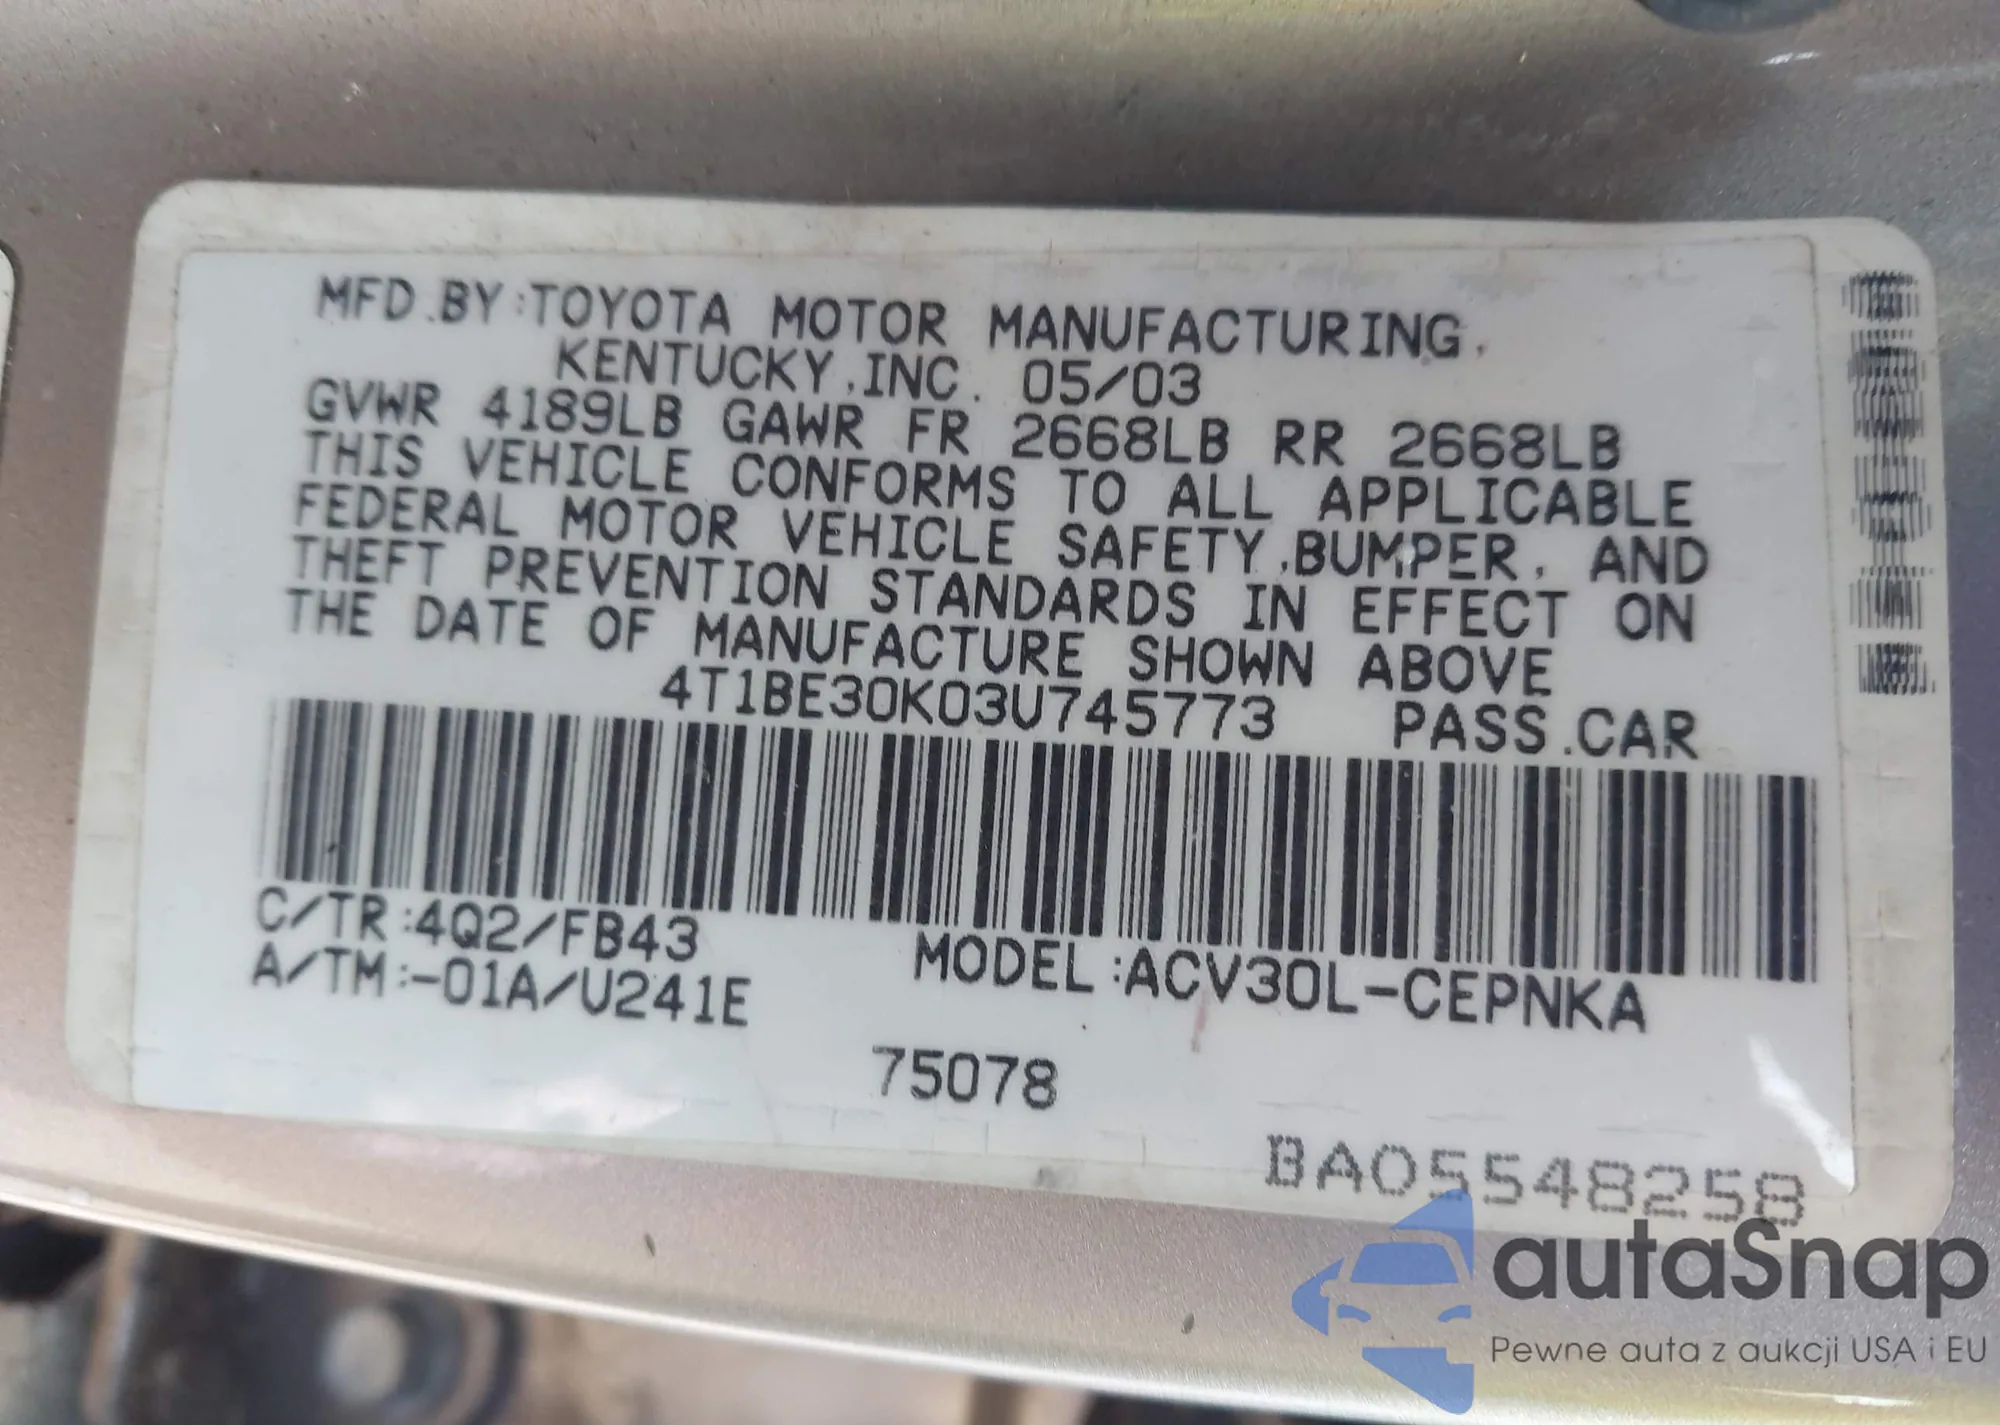 MFD.BY:TOYOTA MOTOR MANUFACTURING,
KENTUCKY,INC. 05/03
GVWR 4189LB GAWR FR 2668LB RR 2668LB
THIS VEHICLE CONFORMS TO ALL APPLICABLE
FEDERAL MOTOR VEHICLE SAFETY,BUMPER, AND
THEFT PREVENTION STANDARDS IN EFFECT ON
THE DATE OF MANUFACTURE SHOWN ABOVE
4T1BE30K03U745773 PASS.CAR
C/TR:4Q2/FB43
A/TM:-01A/U241E
MODEL:ACV30L-CEPNKA
75078
BA05548258
autaSnap
Pewne auta z aukcji USA i EU